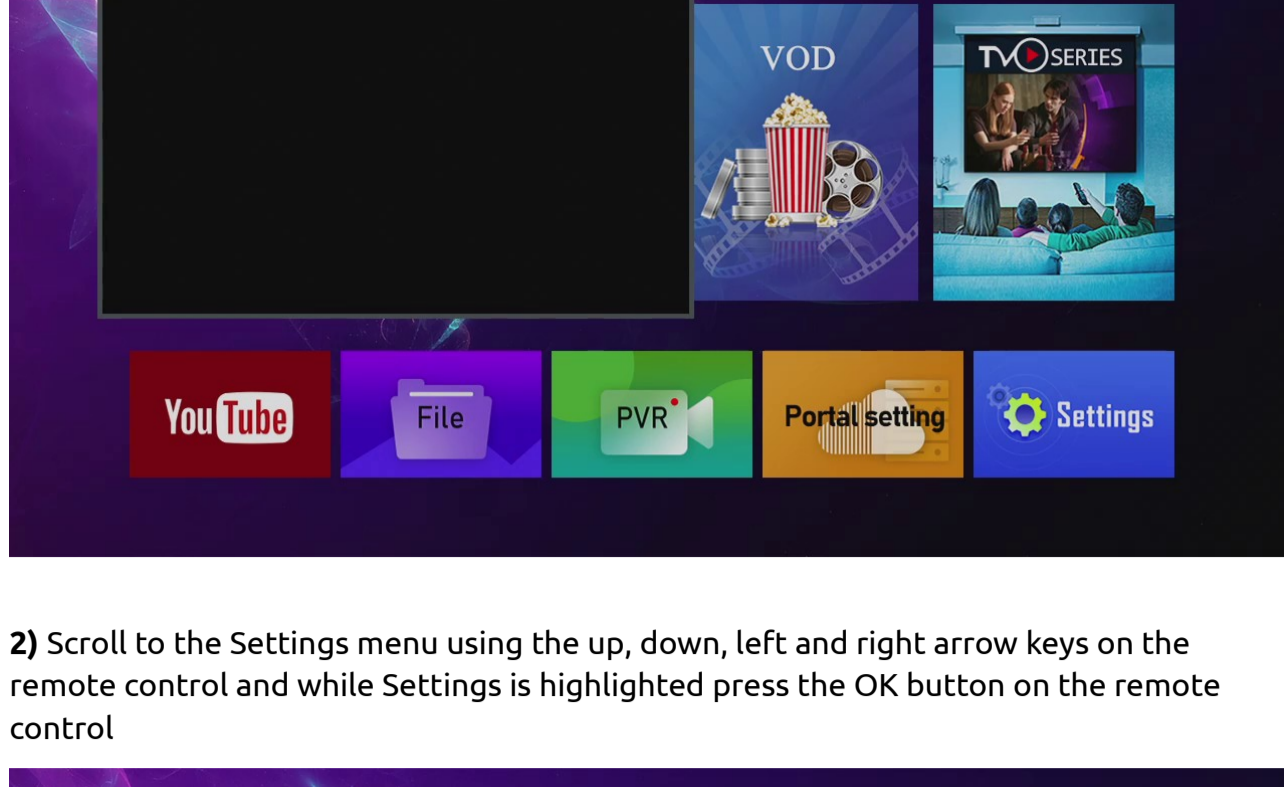 VOD
TVSERIES
YouTube
File
PVR
Portal setting
Settings
2) Scroll to the Settings menu using the up, down, left and right arrow keys on the
remote control and while Settings is highlighted press the OK button on the remote
control